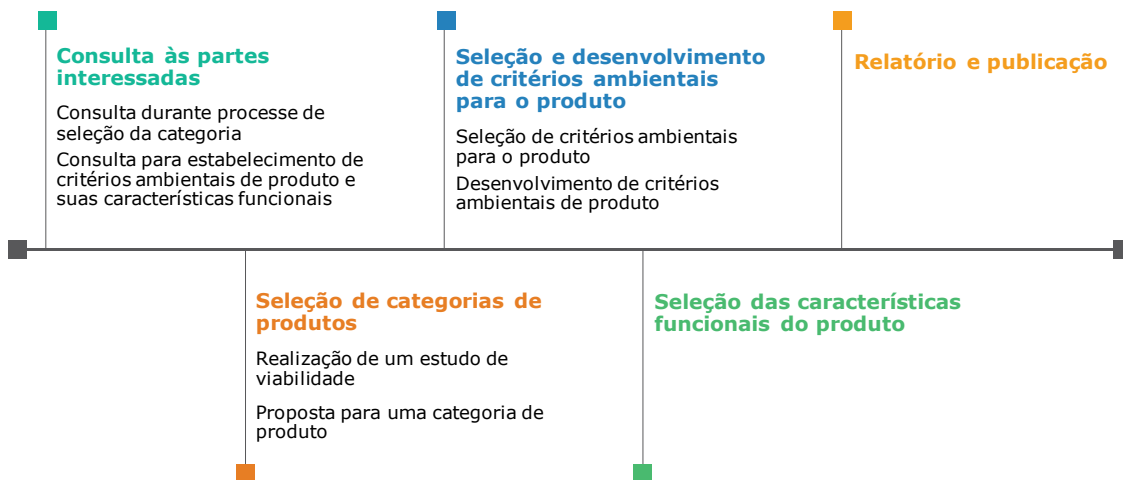 Consulta às partes
interessadas
Consulta durante processe de
seleção da categoria
Consulta para estabelecimento de
critérios ambientais de produto e
suas características funcionais
Seleção e desenvolvimento
de critérios ambientais
para o produto
Seleção de critérios ambientais
para o produto
Desenvolvimento de critérios
ambientais de produto
Relatório e publicação
Seleção de categorias de
produtos
Realização de um estudo de
viabilidade
Proposta para uma categoria de
produto
Seleção das características
funcionais do produto